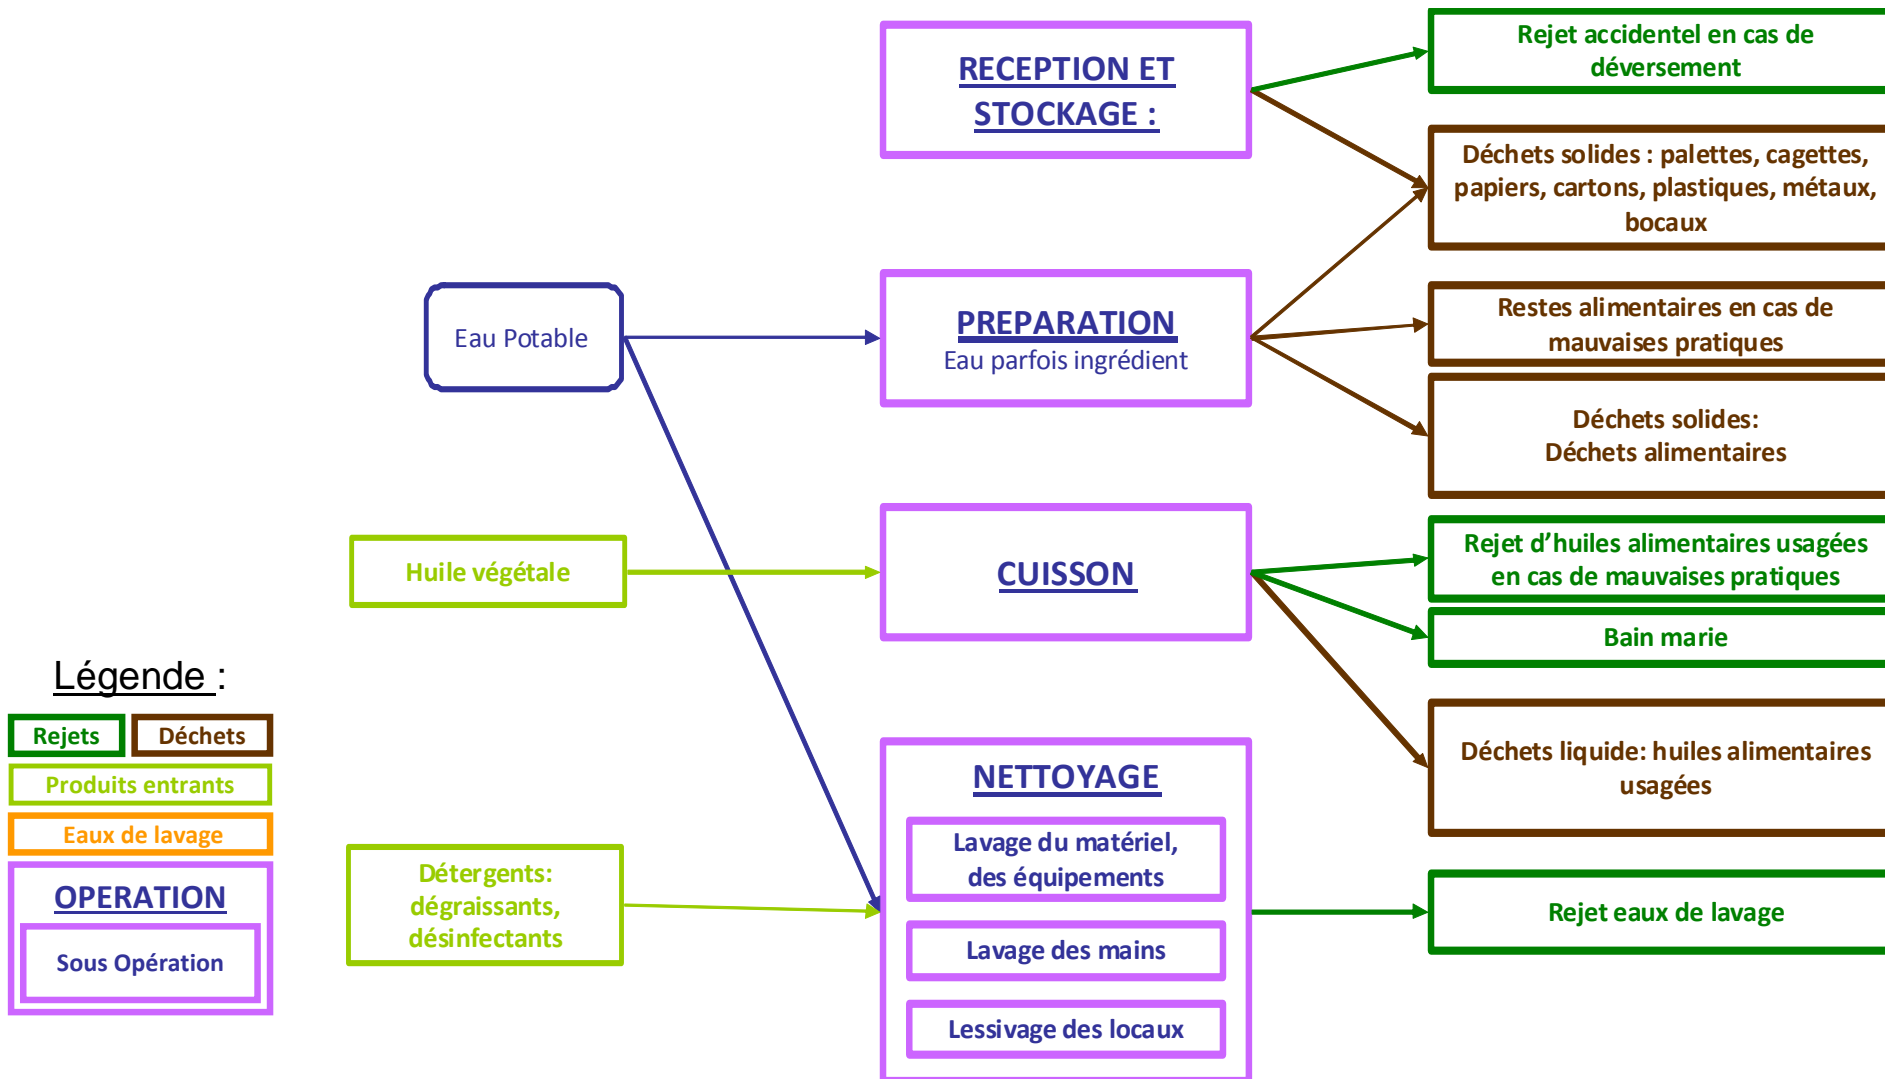 RECEPTION ET
STOCKAGE :
Rejet accidentel en cas de
déversement
Déchets solides : palettes, cagettes,
papiers, cartons, plastiques, métaux,
bocaux
Eau Potable
PREPARATION
Eau parfois ingrédient
Restes alimentaires en cas de
mauvaises pratiques
Déchets solides:
Déchets alimentaires
Huile végétale
CUISSON
Rejet d’huiles alimentaires usagées
en cas de mauvaises pratiques
Bain marie
Déchets liquide: huiles alimentaires
usagées
Détergents:
dégraissants,
désinfectants
NETTOYAGE
Lavage du matériel,
des équipements
Lavage des mains
Lessivage des locaux
Rejet eaux de lavage
Légende :
Rejets
Déchets
Produits entrants
Eaux de lavage
OPERATION
Sous Opération